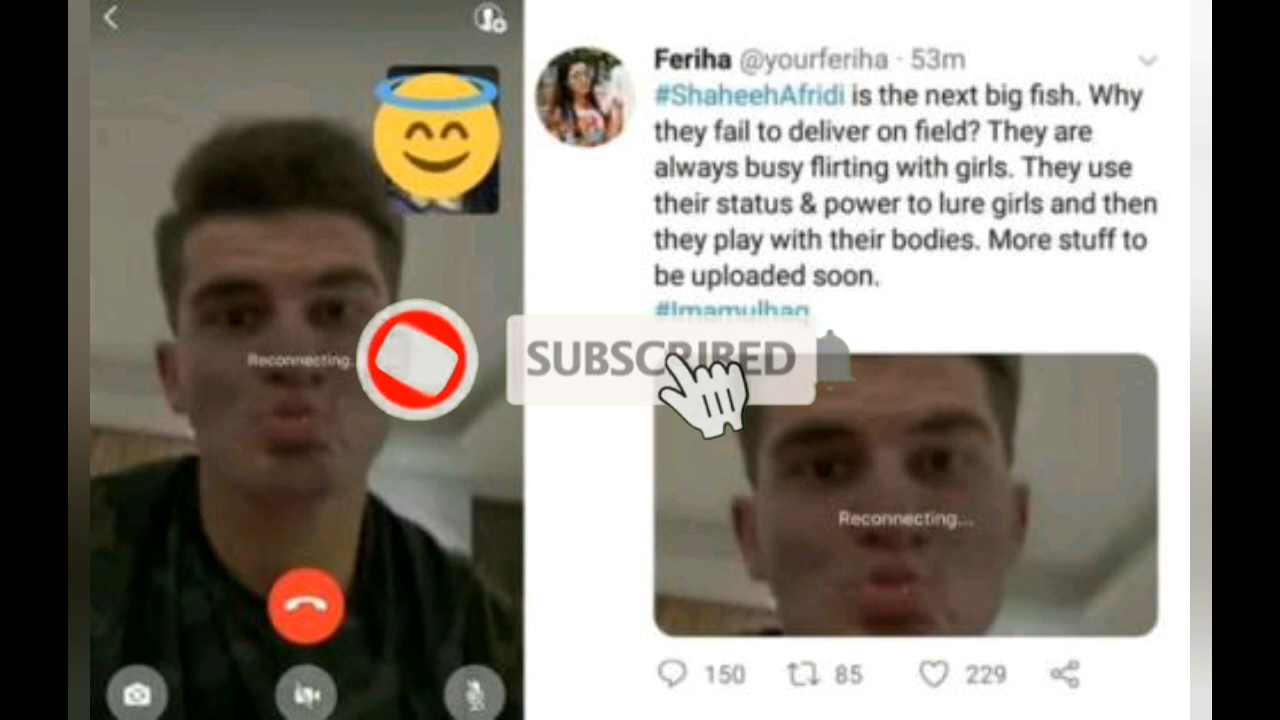 Feriha @yourferiha · 53m
#ShaheehAfridi is the next big fish. Why
they fail to deliver on field? They are
always busy flirting with girls. They use
their status & power to lure girls and then
they play with their bodies. More stuff to
be uploaded soon.
#Imamulhaq
Reconnecting...
SUBSCRIBED
Reconnecting...
150 85 229